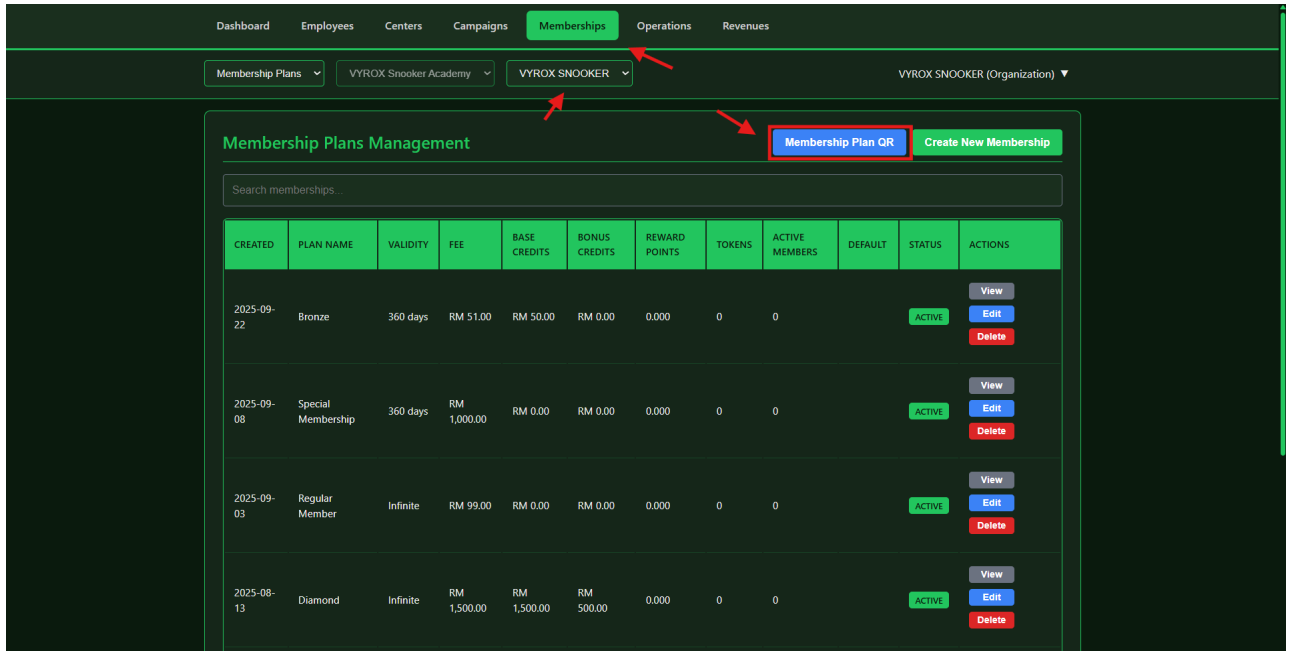 Dashboard Employees Centers Campaigns Memberships Operations Revenues
Membership Plans VYROX Snooker Academy VYROX SNOOKER VYROX SNOOKER (Organization) ▼
Membership Plans Management Membership Plan QR Create New Membership
Search memberships...
CREATED PLAN NAME VALIDITY FEE BASE CREDITS BONUS CREDITS REWARD POINTS TOKENS ACTIVE MEMBERS DEFAULT STATUS ACTIONS
View
2025-09-22 Bronze 360 days RM 51.00 RM 50.00 RM 0.00 0.000 0 0 ACTIVE Edit
Delete
View
2025-09-08 Special Membership 360 days RM 1,000.00 RM 0.00 RM 0.00 0.000 0 0 ACTIVE Edit
Delete
View
2025-09-03 Regular Member Infinite RM 99.00 RM 0.00 RM 0.00 0.000 0 0 ACTIVE Edit
Delete
View
2025-08-13 Diamond Infinite RM 1,500.00 RM 1,500.00 RM 500.00 0.000 0 0 ACTIVE Edit
Delete